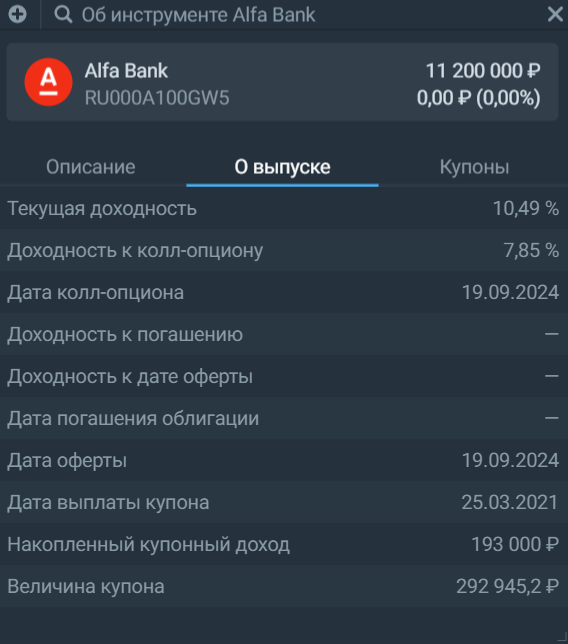 Об инструменте Alfa Bank
A
Alfa Bank 11 200 000 ₽
RU000A100GW5 0,00 ₽ (0,00%)
Описание О выпуске Купоны
Текущая доходность 10,49 %
Доходность к колл-опциону 7,85 %
Дата колл-опциона 19.09.2024
Доходность к погашению —
Доходность к дате оферты —
Дата погашения облигации —
Дата оферты 19.09.2024
Дата выплаты купона 25.03.2021
Накопленный купонный доход 193 000 ₽
Величина купона 292 945,2 ₽